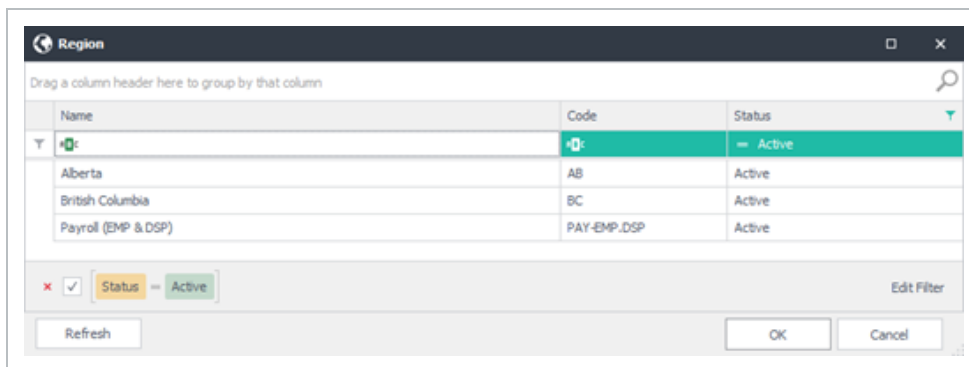 Region
Drag a column header here to group by that column
Name Code Status
= Active
Alberta AB Active
British Columbia BC Active
Payroll (EMP & DSP) PAY-EMP.DSP Active
Status = Active Edit Filter
Refresh OK Cancel